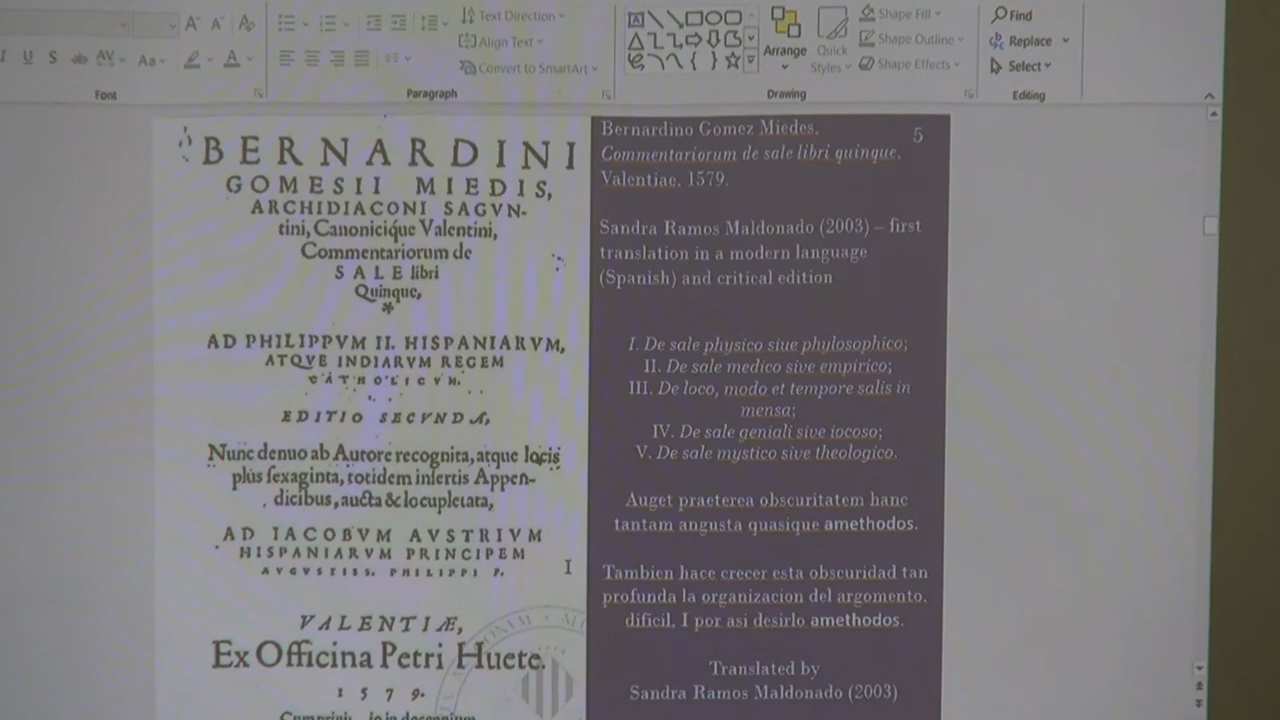 Text Direction
Align Text
Convert to SmartArt
Arrange
Quick
Styles
Shape Fill
Shape Outline
Shape Effects
Find
Replace
Select
Font
Paragraph
Drawing
Editing
BERNARDINI
GOMESII MIEDIS,
ARCHIDIACONI SAGVN-
tini, Canonicique Valentini,
Commentariorum de
SALE libri
Quinque,
AD PHILIPPVM II. HISPANIARVM,
ATQVE INDIARVM REGEM
CATHOLICVM.
EDITIO SECVNDA,
Nunc denuo ab Autore recognita, atque locis
plus sexaginta, totidem insertis Appen-
dicibus, aucta & locupletata,
AD IACOBVM AVSTRIVM
HISPANIARVM PRINCIPEM
AVGVSTISS. PHILIPPI F.
VALENTIÆ,
Ex Officina Petri Huete.
1579.
in decennium
5
Bernardino Gomez Miedes.
Commentariorum de sale libri quinque.
Valentiae. 1579.
Sandra Ramos Maldonado (2003) – first
translation in a modern language
(Spanish) and critical edition
I. De sale physico siue phylosophico;
II. De sale medico sive empirico;
III. De loco, modo et tempore salis in
mensa;
IV. De sale geniali sive iocoso;
V. De sale mystico sive theologico.
Auget praeterea obscuritatem hanc
tantam angusta quasique amethodos.
Tambien hace crecer esta obscuridad tan
profunda la organizacion del argomento,
dificil, I por asi desirlo amethodos.
Translated by
Sandra Ramos Maldonado (2003)